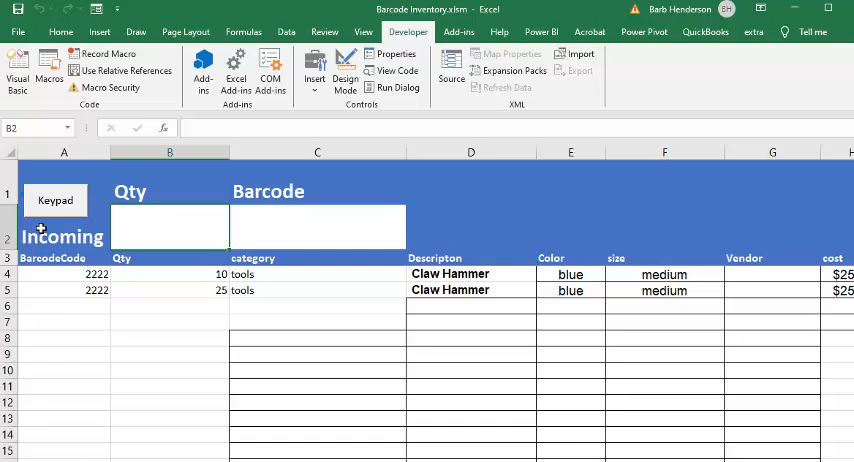 Barcode Inventory.xlsm - Excel
Barb Henderson BH
File Home Insert Draw Page Layout Formulas Data Review View Developer Add-ins Help Power BI Acrobat Power Pivot QuickBooks extra Tell me
Visual Basic
Macros
Record Macro
Use Relative References
Macro Security
Code
Add-ins
Excel Add-ins
COM Add-ins
Add-ins
Insert
Design Mode
Properties
View Code
Run Dialog
Controls
Source
Map Properties
Expansion Packs
Refresh Data
Import
Export
XML
B2 fx
A B C D E F G H
1 Keypad Qty Barcode
2 Incoming
3 BarcodeCode Qty category Descripton Color size Vendor cost
4 2222 10 tools Claw Hammer blue medium $25
5 2222 25 tools Claw Hammer blue medium $25
6
7
8
9
10
11
12
13
14
15